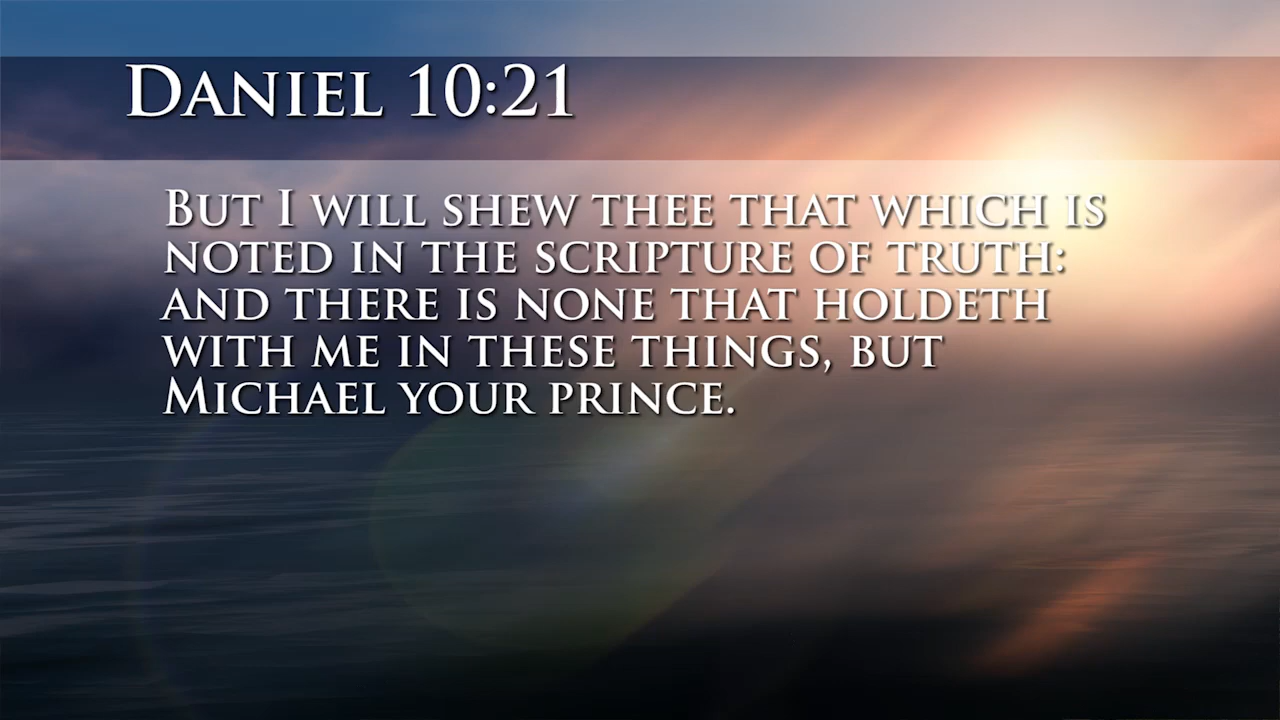 Daniel 10:21
But I will shew thee that which is
noted in the scripture of truth:
and there is none that holdeth
with me in these things, but
Michael your prince.